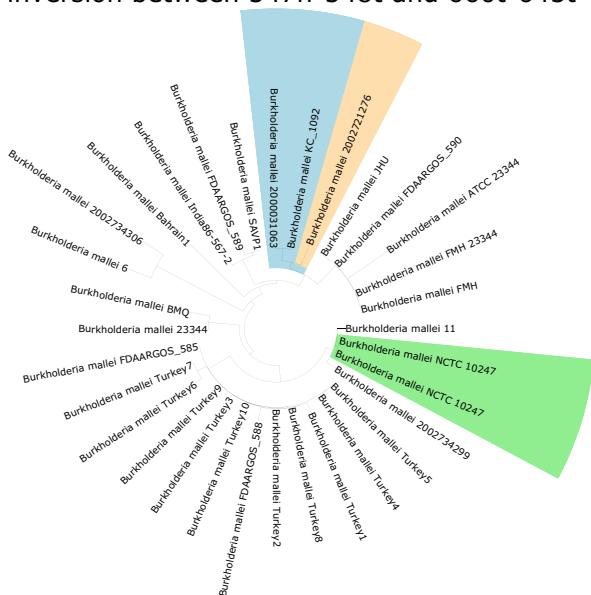 Burkholderia mallei 2000031063
Burkholderia mallei KC_1092
Burkholderia mallei 2002721276
Burkholderia mallei JHU
Burkholderia mallei FDAARGOS_590
Burkholderia mallei ATCC 23344
Burkholderia mallei FMH 23344
Burkholderia mallei FMH
Burkholderia mallei 11
Burkholderia mallei NCTC 10247
Burkholderia mallei NCTC 10247
Burkholderia mallei 2002734299
Burkholderia mallei Turkey5
Burkholderia mallei Turkey4
Burkholderia mallei Turkey1
Burkholderia mallei Turkey8
Burkholderia mallei Turkey2
Burkholderia mallei FDAARGOS_588
Burkholderia mallei Turkey10
Burkholderia mallei Turkey3
Burkholderia mallei Turkey9
Burkholderia mallei Turkey6
Burkholderia mallei Turkey7
Burkholderia mallei FDAARGOS_585
Burkholderia mallei 23344
Burkholderia mallei BMQ
Burkholderia mallei 6
Burkholderia mallei 2002734306
Burkholderia mallei Bahrain1
Burkholderia mallei India86-567-2
Burkholderia mallei FDAARGOS_589
Burkholderia mallei SAVP1